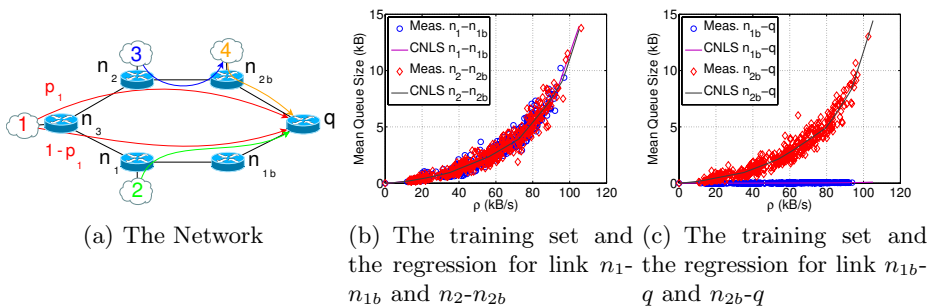 3
4
n2
n2b
p1
1
n3
q
1-p1
n1
n1b
2
(a) The Network
15
10
5
0
Mean Queue Size (kB)
Meas. n1-n1b
CNLS n1-n1b
Meas. n2-n2b
CNLS n2-n2b
0 20 40 60 80 100 120
ρ (kB/s)
(b) The training set and
the regression for link n1-
n1b and n2-n2b
15
10
5
0
Mean Queue Size (kB)
Meas. n1b-q
CNLS n1b-q
Meas. n2b-q
CNLS n2b-q
0 20 40 60 80 100 120
ρ (kB/s)
(c) The training set and
the regression for link n1b-
q and n2b-q